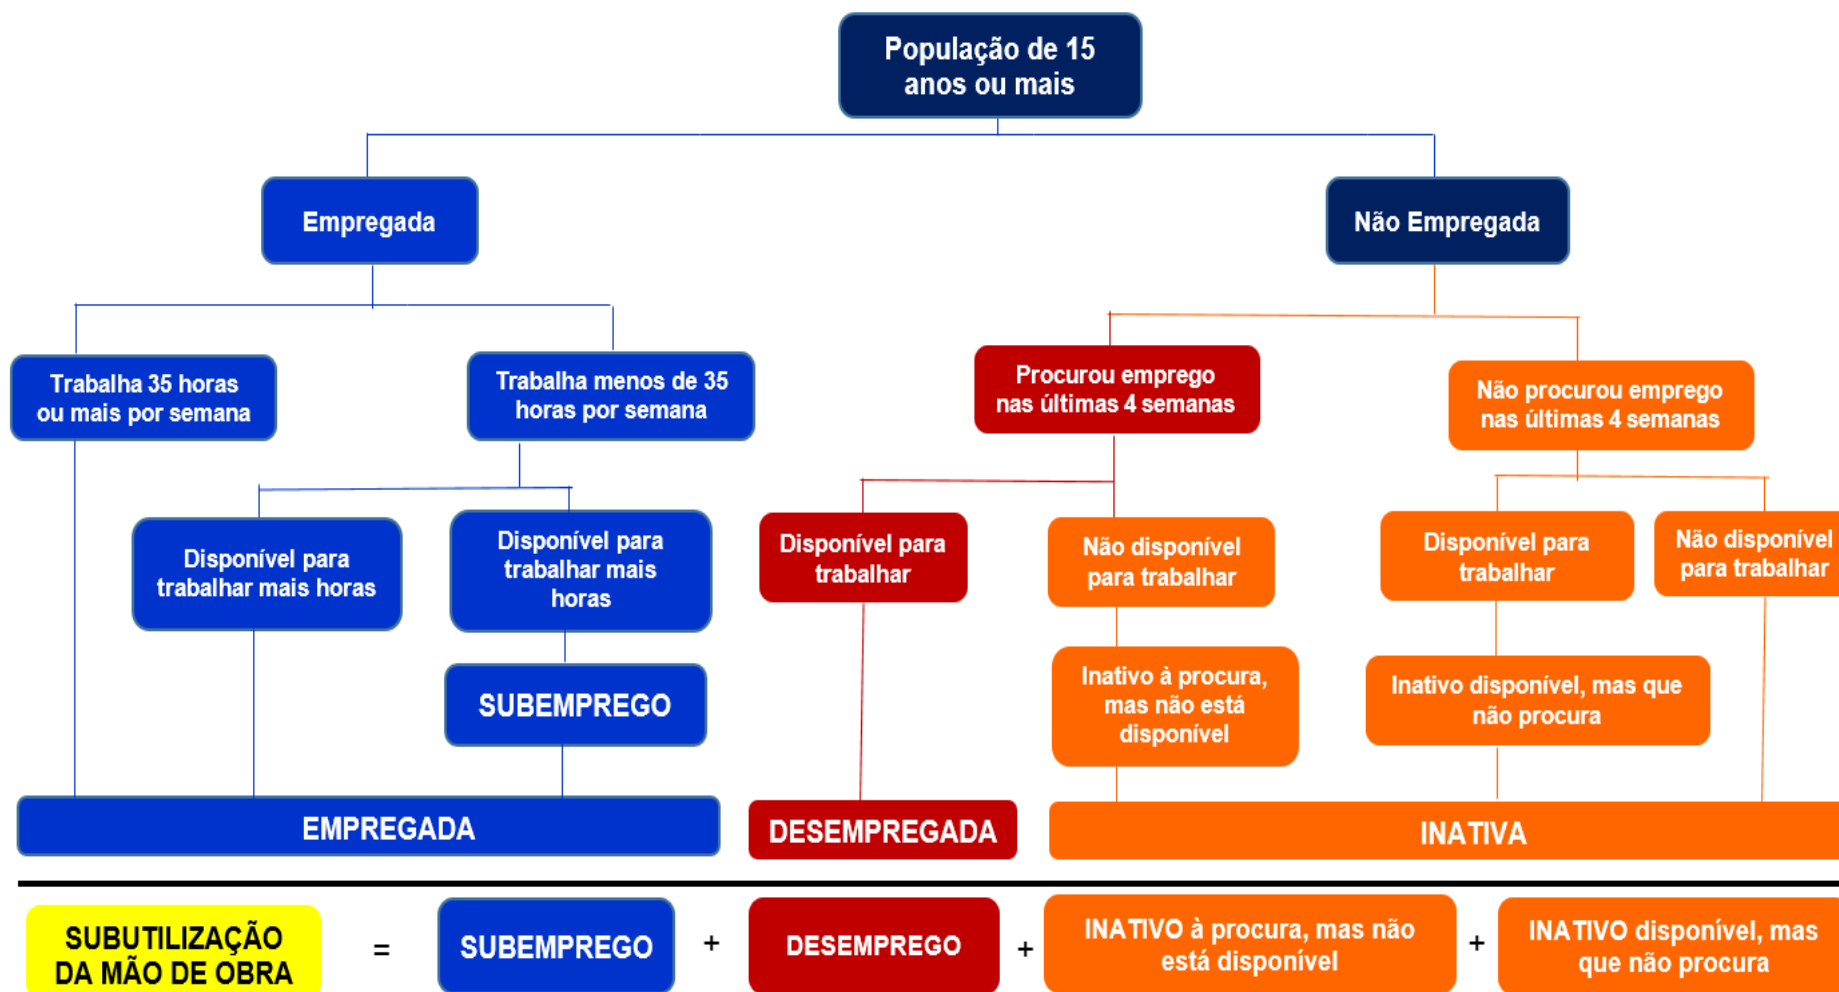 População de 15
anos ou mais
Empregada
Não Empregada
Trabalha 35 horas
ou mais por semana
Trabalha menos de 35
horas por semana
Procurou emprego
nas últimas 4 semanas
Não procurou emprego
nas últimas 4 semanas
Disponível para
trabalhar mais horas
Disponível para
trabalhar mais
horas
Disponível para
trabalhar
Não disponível
para trabalhar
Disponível para
trabalhar
Não disponível
para trabalhar
SUBEMPREGO
Inativo à procura,
mas não está
disponível
Inativo disponível, mas que
não procura
EMPREGADA
DESEMPREGADA
INATIVA
SUBUTILIZAÇÃO
DA MÃO DE OBRA
=
SUBEMPREGO
+
DESEMPREGO
+
INATIVO à procura, mas não
está disponível
+
INATIVO disponível, mas
que não procura